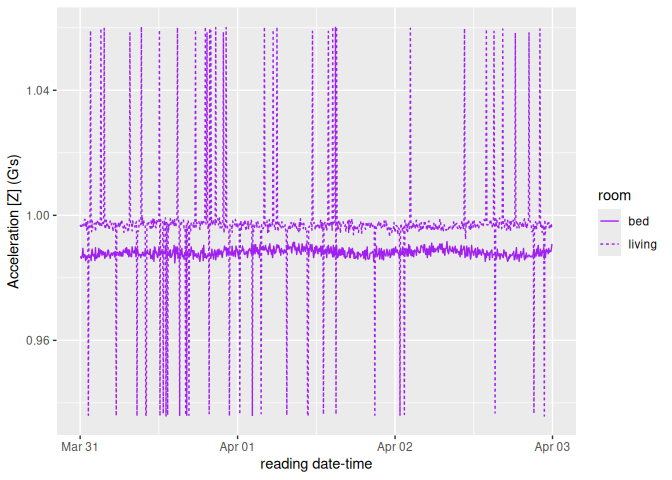 1.04
1.00
0.96
Acceleration [Z] (G's)
Mar 31
Apr 01
Apr 02
Apr 03
reading date-time
room
bed
living